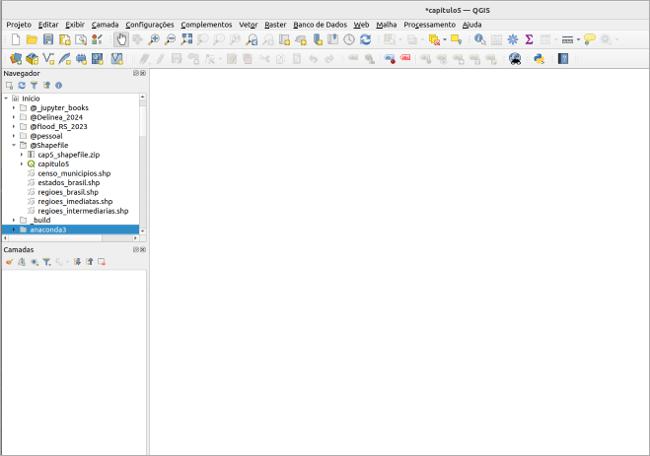 *capitulo5 — QGIS
Projeto Editar Exibir Camada Configurações Complementos Vetor Raster Banco de Dados Web Malha Processamento Ajuda
Navegador
Início
@_jupyter_books
@Delinea_2024
@flood_RS_2023
@pessoal
@Shapefile
cap5_shapefile.zip
capitulo5
censo_municipios.shp
estados_brasil.shp
regioes_brasil.shp
regioes_imediatas.shp
regioes_intermediarias.shp
_build
anaconda3
Camadas